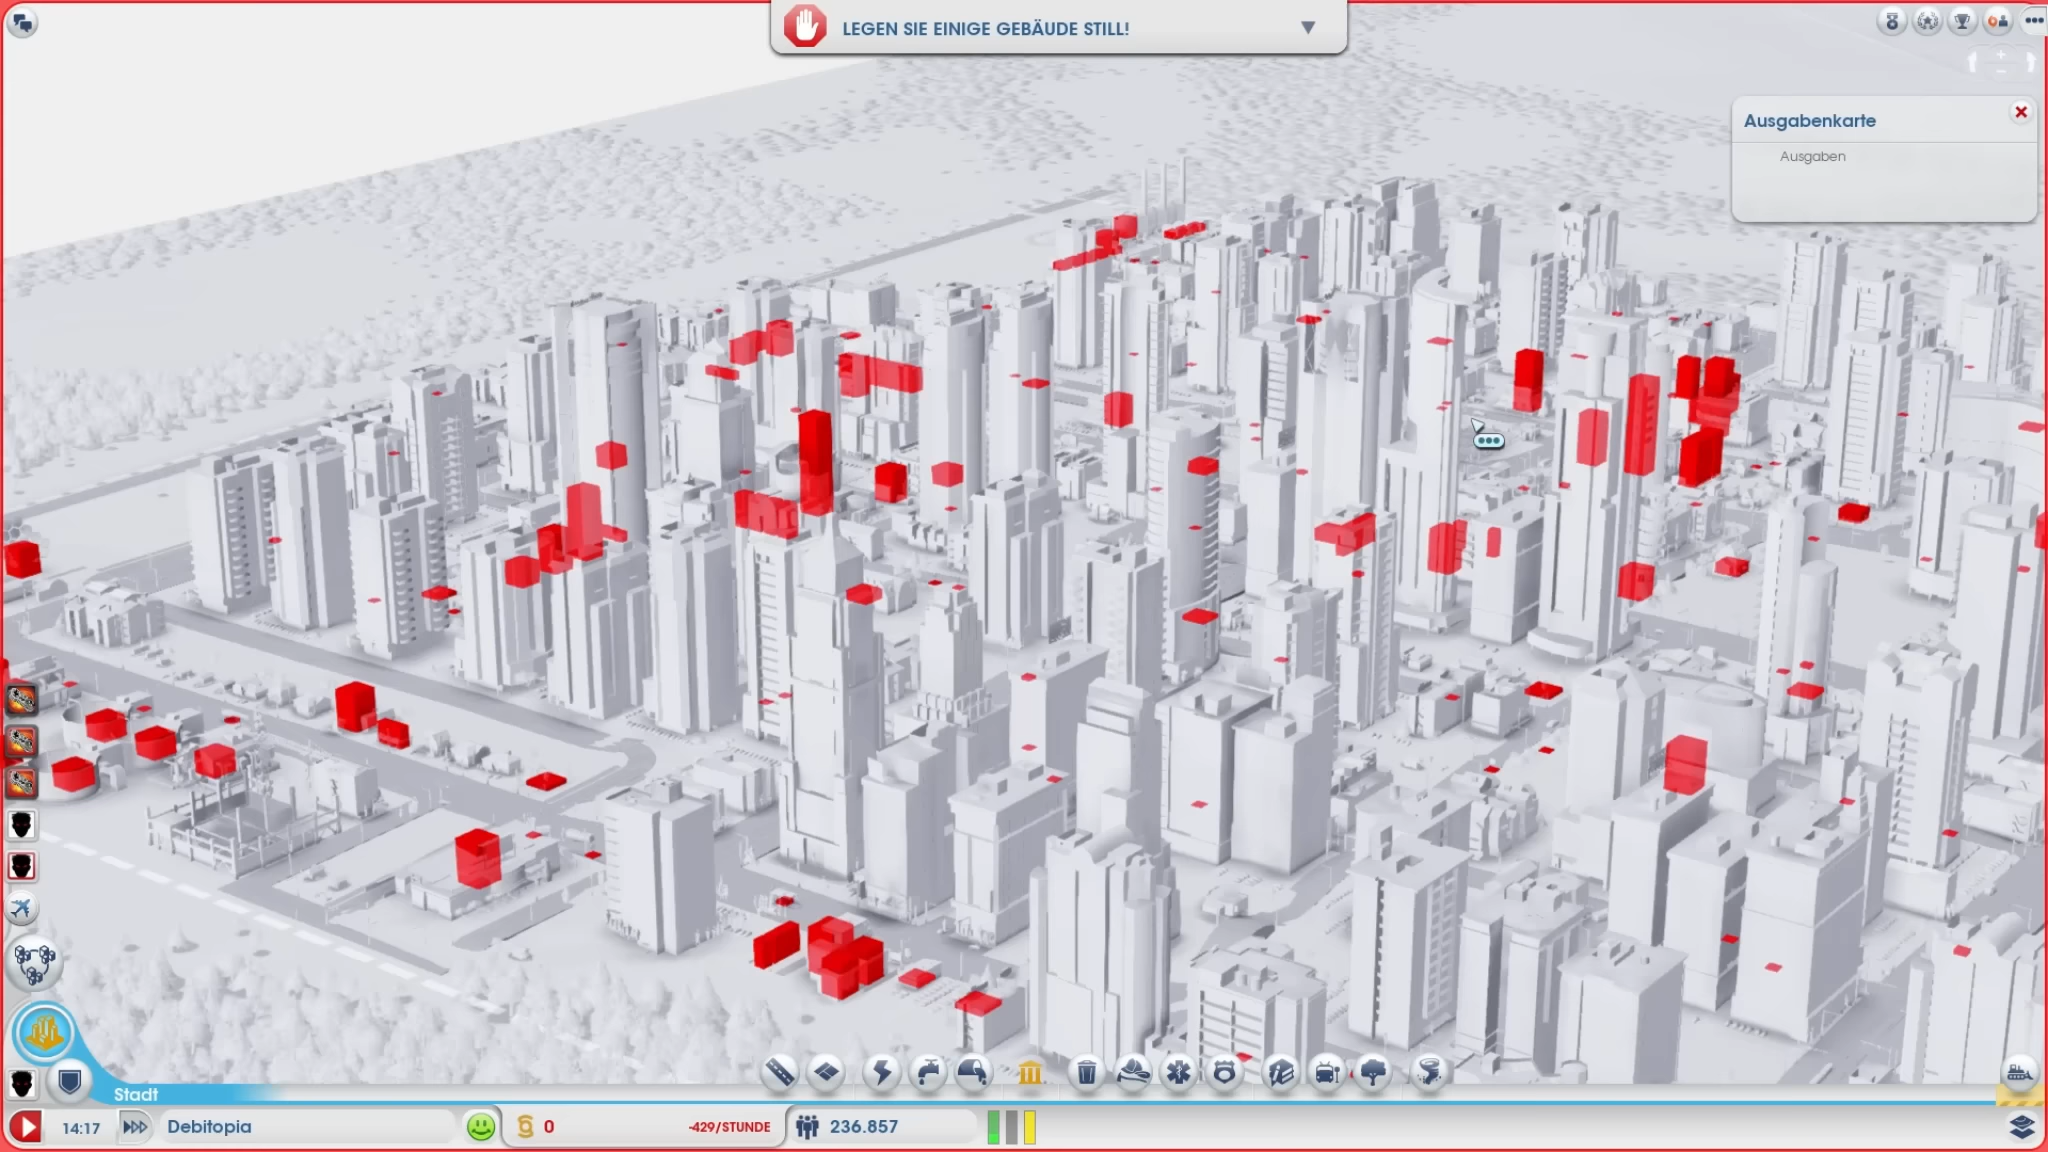 LEGEN SIE EINIGE GEBÄUDE STILL!
Ausgabenkarte
Ausgaben
Stadt
14:17
Debitopia
0
-429/STUNDE
236.857